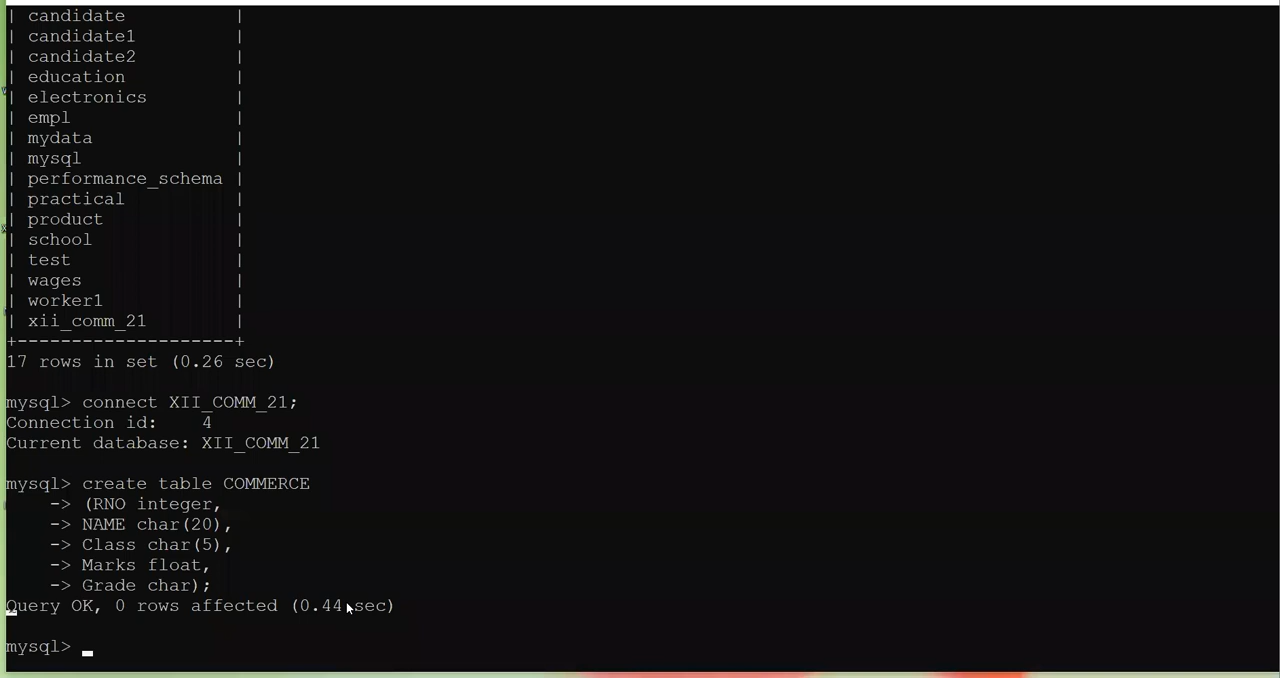 | candidate          |
| candidate1         |
| candidate2         |
| education          |
| electronics        |
| empl               |
| mydata             |
| mysql              |
| performance_schema |
| practical          |
| product            |
| school             |
| test               |
| wages              |
| worker1            |
| xii_comm_21        |
+--------------------+
17 rows in set (0.26 sec)
mysql> connect XII_COMM_21;
Connection id:    4
Current database: XII_COMM_21
mysql> create table COMMERCE
    -> (RNO integer,
    -> NAME char(20),
    -> Class char(5),
    -> Marks float,
    -> Grade char);
Query OK, 0 rows affected (0.44 sec)
mysql>